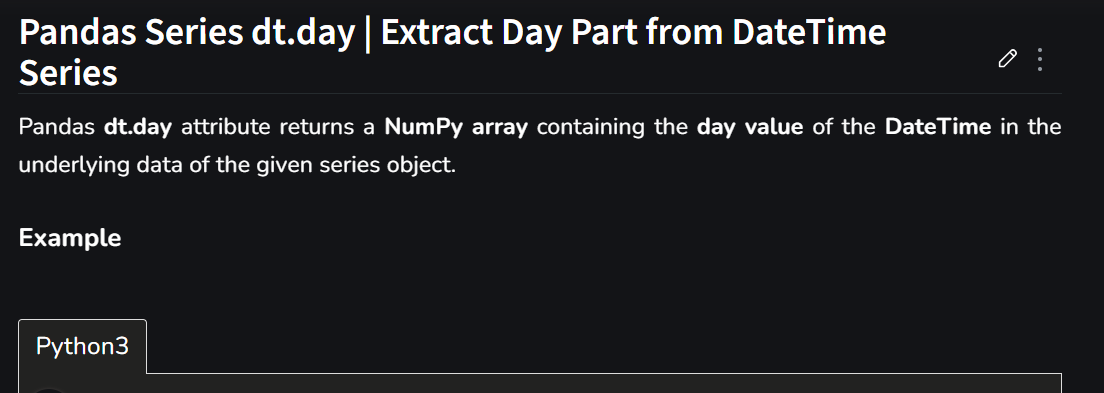 Pandas Series dt.day | Extract Day Part from DateTime
Series
Pandas dt.day attribute returns a NumPy array containing the day value of the DateTime in the
underlying data of the given series object.
Example
Python3